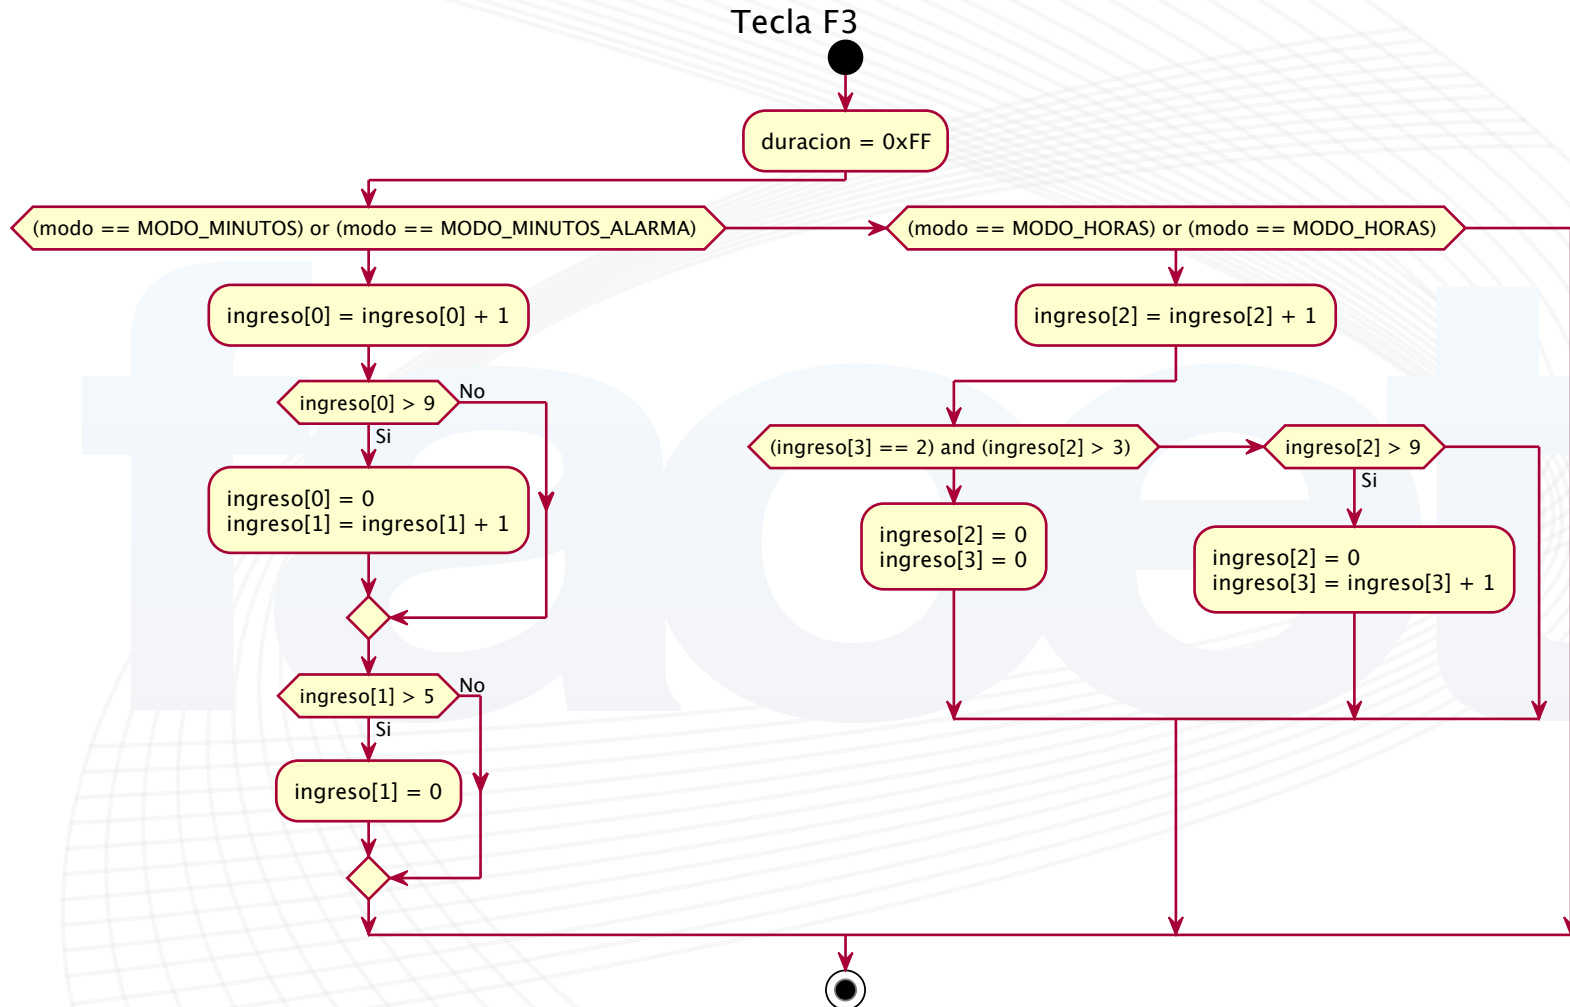 Tecla F3
duracion = 0xFF
(modo == MODO_MINUTOS) or (modo == MODO_MINUTOS_ALARMA)
(modo == MODO_HORAS) or (modo == MODO_HORAS)
ingreso[0] = ingreso[0] + 1
ingreso[2] = ingreso[2] + 1
ingreso[0] > 9
No
Si
(ingreso[3] == 2) and (ingreso[2] > 3)
ingreso[2] > 9
Si
ingreso[0] = 0
ingreso[1] = ingreso[1] + 1
ingreso[2] = 0
ingreso[3] = 0
ingreso[2] = 0
ingreso[3] = ingreso[3] + 1
ingreso[1] > 5
No
Si
ingreso[1] = 0
facet